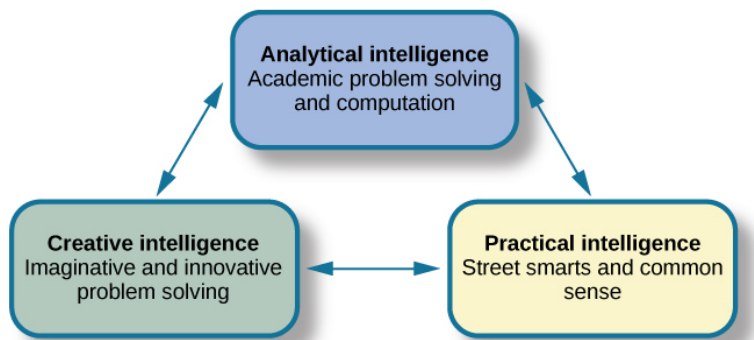 Analytical intelligence
Academic problem solving
and computation
Creative intelligence
Imaginative and innovative
problem solving
Practical intelligence
Street smarts and common
sense